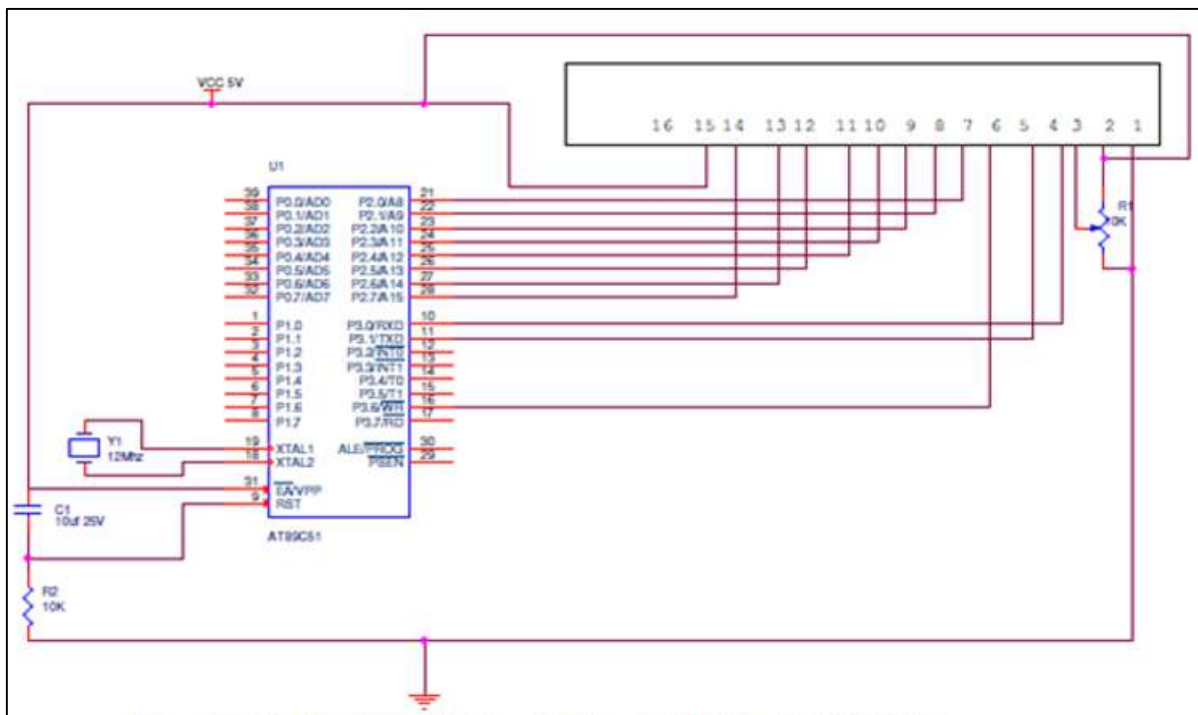 VCC 5V
16 15 14 13 12 11 10 9 8 7 6 5 4 3 2 1
U1
39 P0.0/AD0 P2.0/A8 21
38 P0.1/AD1 P2.1/A9 22
37 P0.2/AD2 P2.2/A10 23
36 P0.3/AD3 P2.3/A11 24
35 P0.4/AD4 P2.4/A12 25
34 P0.5/AD5 P2.5/A13 26
33 P0.6/AD6 P2.6/A14 27
32 P0.7/AD7 P2.7/A15 28
R1
1 P1.0 P3.0/RXD 10
2 P1.1 P3.1/TXD 11
3 P1.2 P3.2/INT0 12
4 P1.3 P3.3/INT1 13
5 P1.4 P3.4/T0 14
6 P1.5 P3.5/T1 15
7 P1.6 P3.6/WR 16
8 P1.7 P3.7/RD 17
Y1
12Mhz
19 XTAL1 ALE/PROG 30
18 XTAL2 PSEN 29
31 EA/VPP
9 RST
C1
10uf 25V
AT89C51
R2
10K